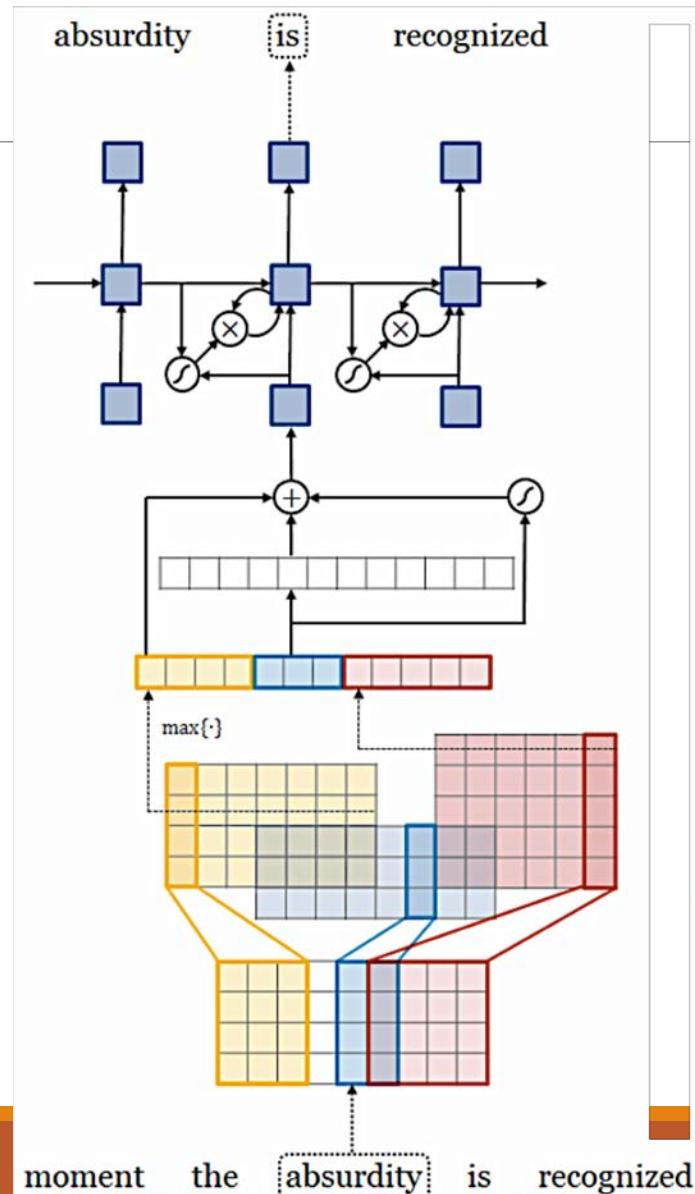 absurdity is recognized
max{·}
moment the absurdity is recognized